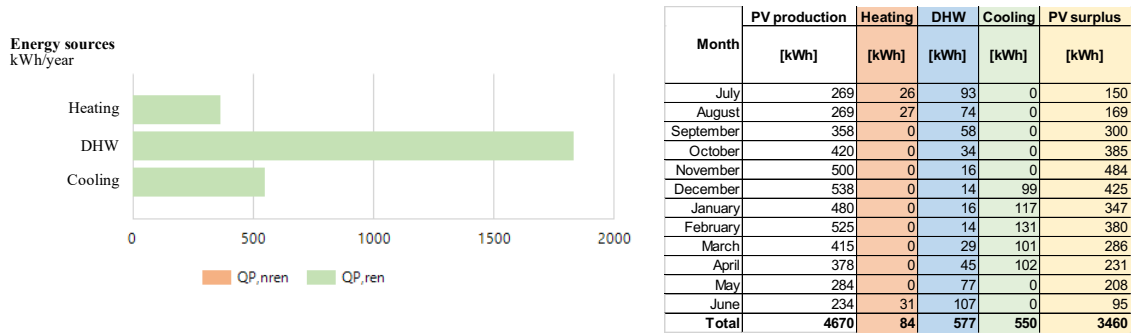 Energy sources
kWh/year
Heating
DHW
Cooling
0 500 1000 1500 2000
QP,nren QP,ren
Month PV production Heating DHW Cooling PV surplus
[kWh] [kWh] [kWh] [kWh] [kWh]
July 269 26 93 0 150
August 269 27 74 0 169
September 358 0 58 0 300
October 420 0 34 0 385
November 500 0 16 0 484
December 538 0 14 99 425
January 480 0 16 117 347
February 525 0 14 131 380
March 415 0 29 101 286
April 378 0 45 102 231
May 284 0 77 0 208
June 234 31 107 0 95
Total 4670 84 577 550 3460